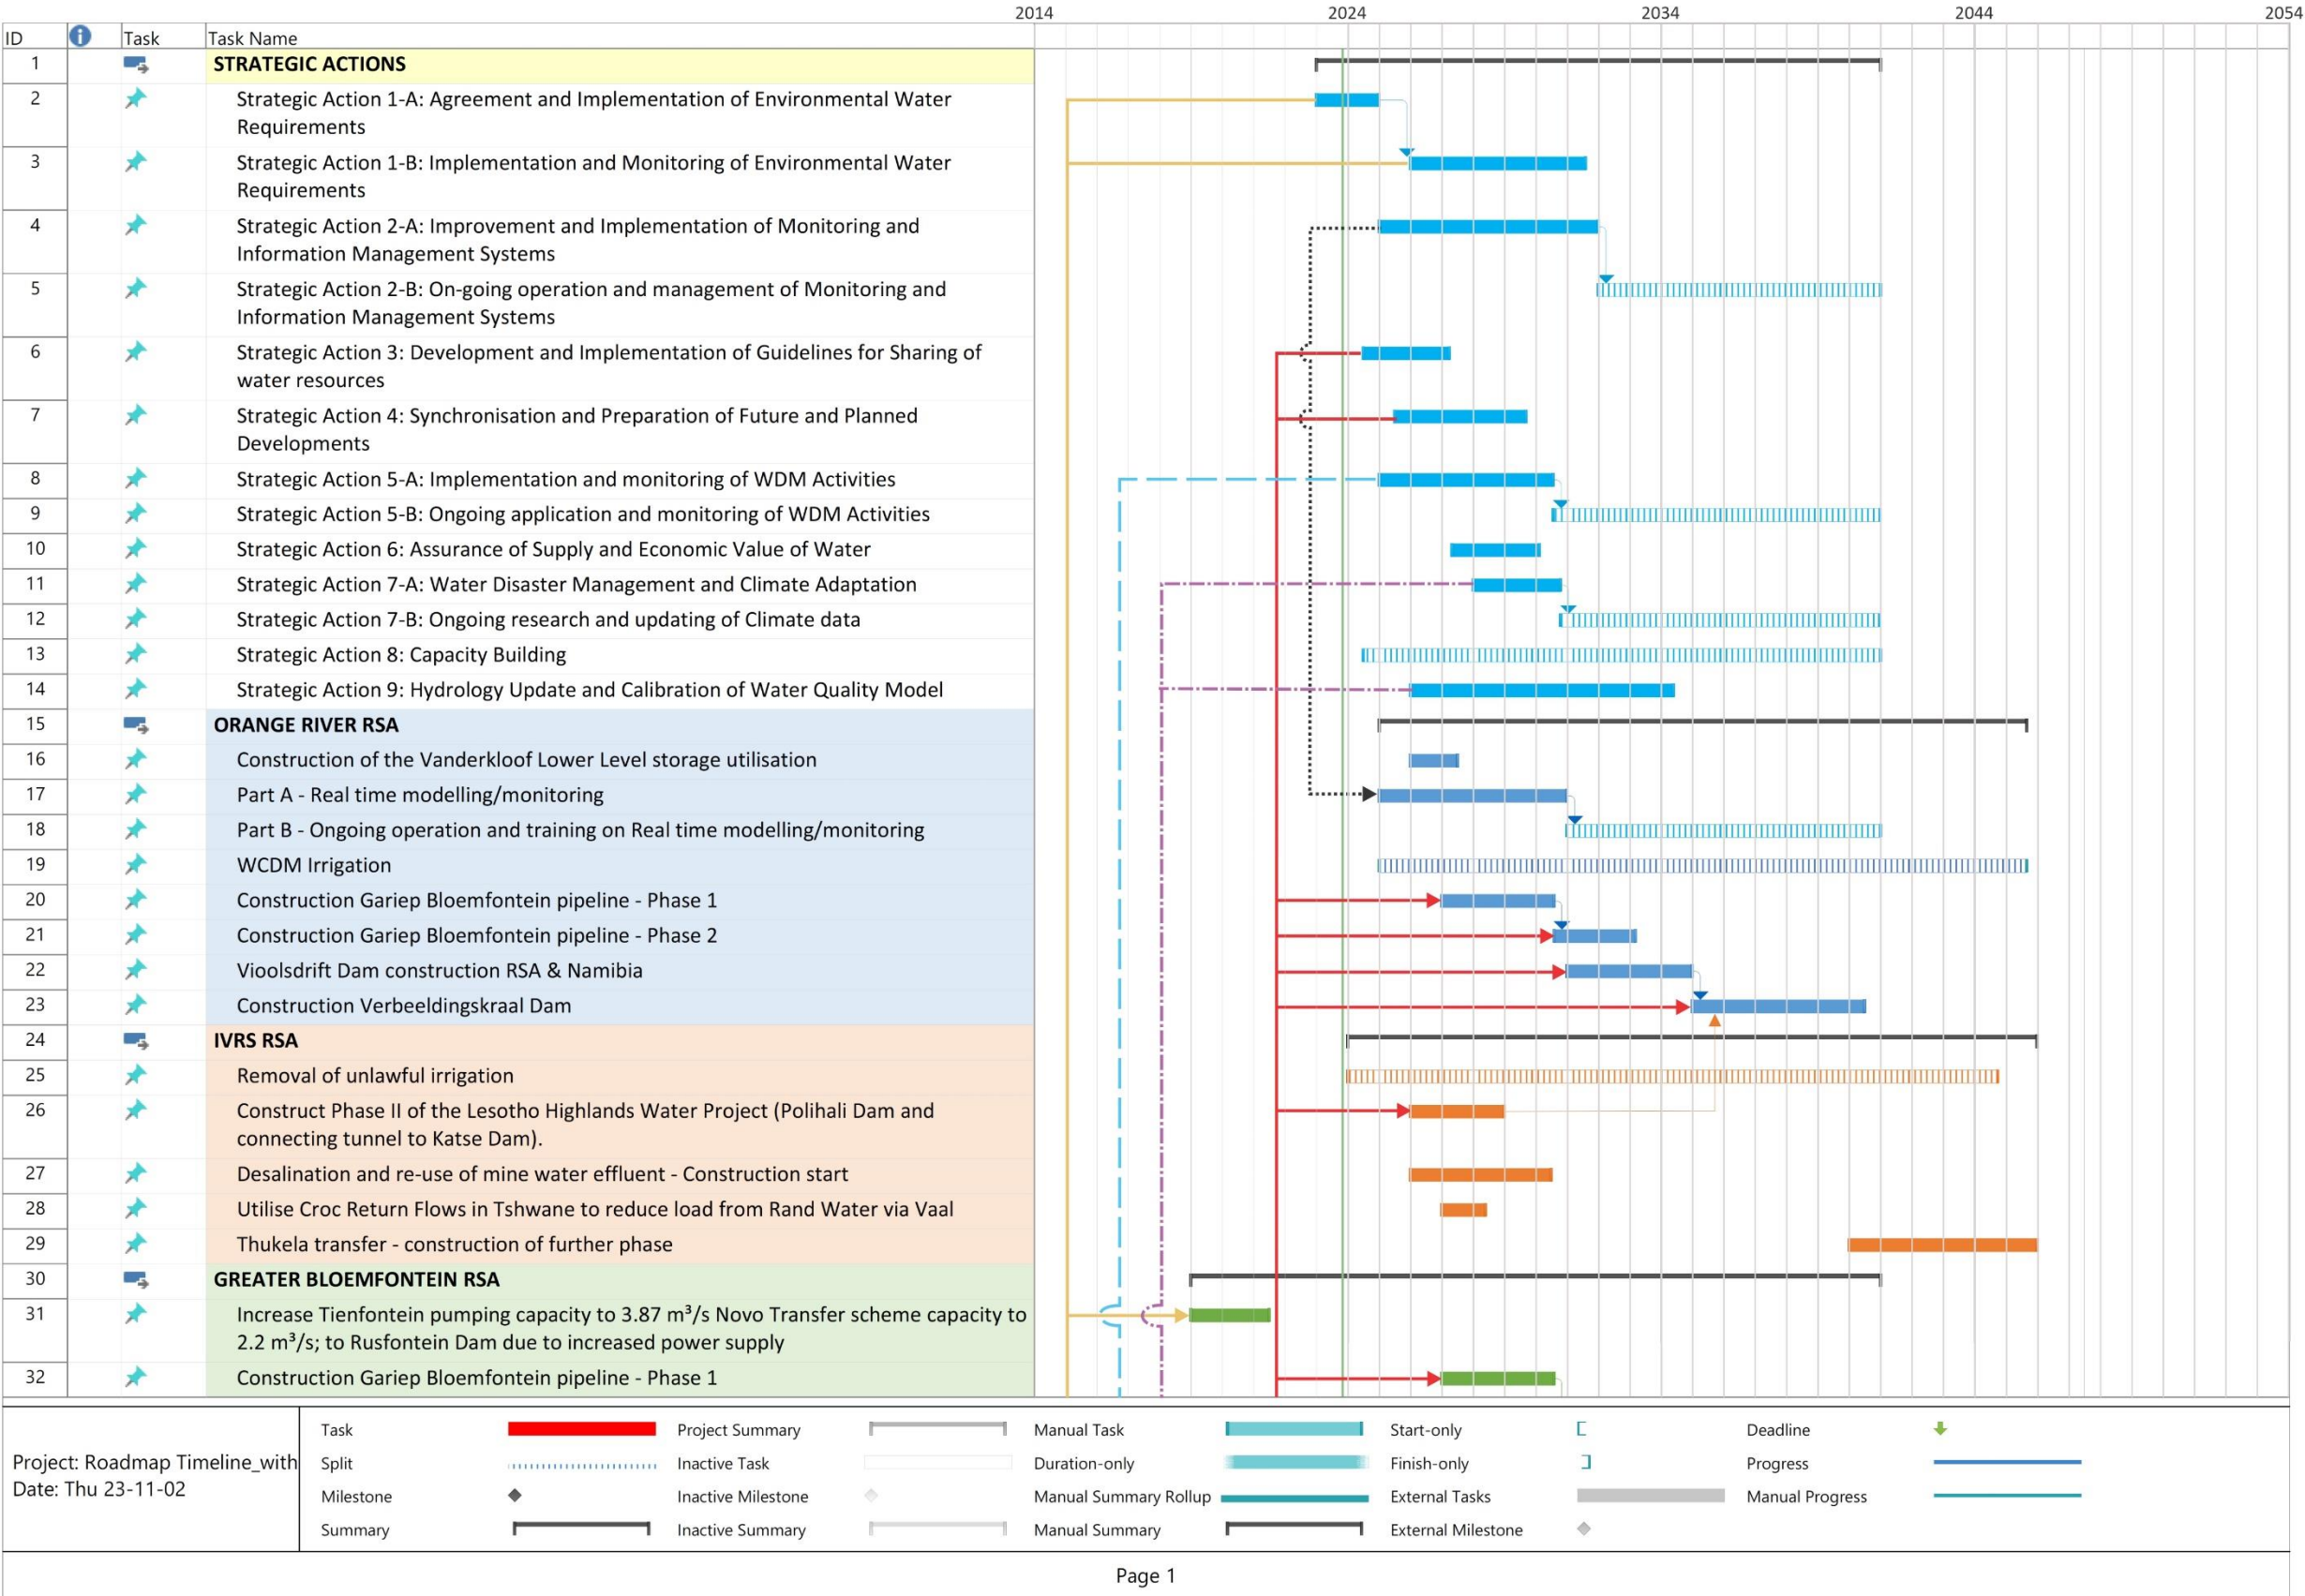 2014 2024 2034 2044 2054
ID Task Task Name
1 STRATEGIC ACTIONS
2 Strategic Action 1-A: Agreement and Implementation of Environmental Water
Requirements
3 Strategic Action 1-B: Implementation and Monitoring of Environmental Water
Requirements
4 Strategic Action 2-A: Improvement and Implementation of Monitoring and
Information Management Systems
5 Strategic Action 2-B: On-going operation and management of Monitoring and
Information Management Systems
6 Strategic Action 3: Development and Implementation of Guidelines for Sharing of
water resources
7 Strategic Action 4: Synchronisation and Preparation of Future and Planned
Developments
8 Strategic Action 5-A: Implementation and monitoring of WDM Activities
9 Strategic Action 5-B: Ongoing application and monitoring of WDM Activities
10 Strategic Action 6: Assurance of Supply and Economic Value of Water
11 Strategic Action 7-A: Water Disaster Management and Climate Adaptation
12 Strategic Action 7-B: Ongoing research and updating of Climate data
13 Strategic Action 8: Capacity Building
14 Strategic Action 9: Hydrology Update and Calibration of Water Quality Model
15 ORANGE RIVER RSA
16 Construction of the Vanderkloof Lower Level storage utilisation
17 Part A - Real time modelling/monitoring
18 Part B - Ongoing operation and training on Real time modelling/monitoring
19 WCDM Irrigation
20 Construction Gariep Bloemfontein pipeline - Phase 1
21 Construction Gariep Bloemfontein pipeline - Phase 2
22 Vioolsdrift Dam construction RSA & Namibia
23 Construction Verbeeldingskraal Dam
24 IVRS RSA
25 Removal of unlawful irrigation
26 Construct Phase II of the Lesotho Highlands Water Project (Polihali Dam and
connecting tunnel to Katse Dam).
27 Desalination and re-use of mine water effluent - Construction start
28 Utilise Croc Return Flows in Tshwane to reduce load from Rand Water via Vaal
29 Thukela transfer - construction of further phase
30 GREATER BLOEMFONTEIN RSA
31 Increase Tienfontein pumping capacity to 3.87 m³/s Novo Transfer scheme capacity to
2.2 m³/s; to Rusfontein Dam due to increased power supply
32 Construction Gariep Bloemfontein pipeline - Phase 1
Project: Roadmap Timeline_with
Date: Thu 23-11-02
Task Project Summary Manual Task Start-only Deadline
Split Inactive Task Duration-only Finish-only Progress
Milestone Inactive Milestone Manual Summary Rollup External Tasks Manual Progress
Summary Inactive Summary Manual Summary External Milestone
Page 1